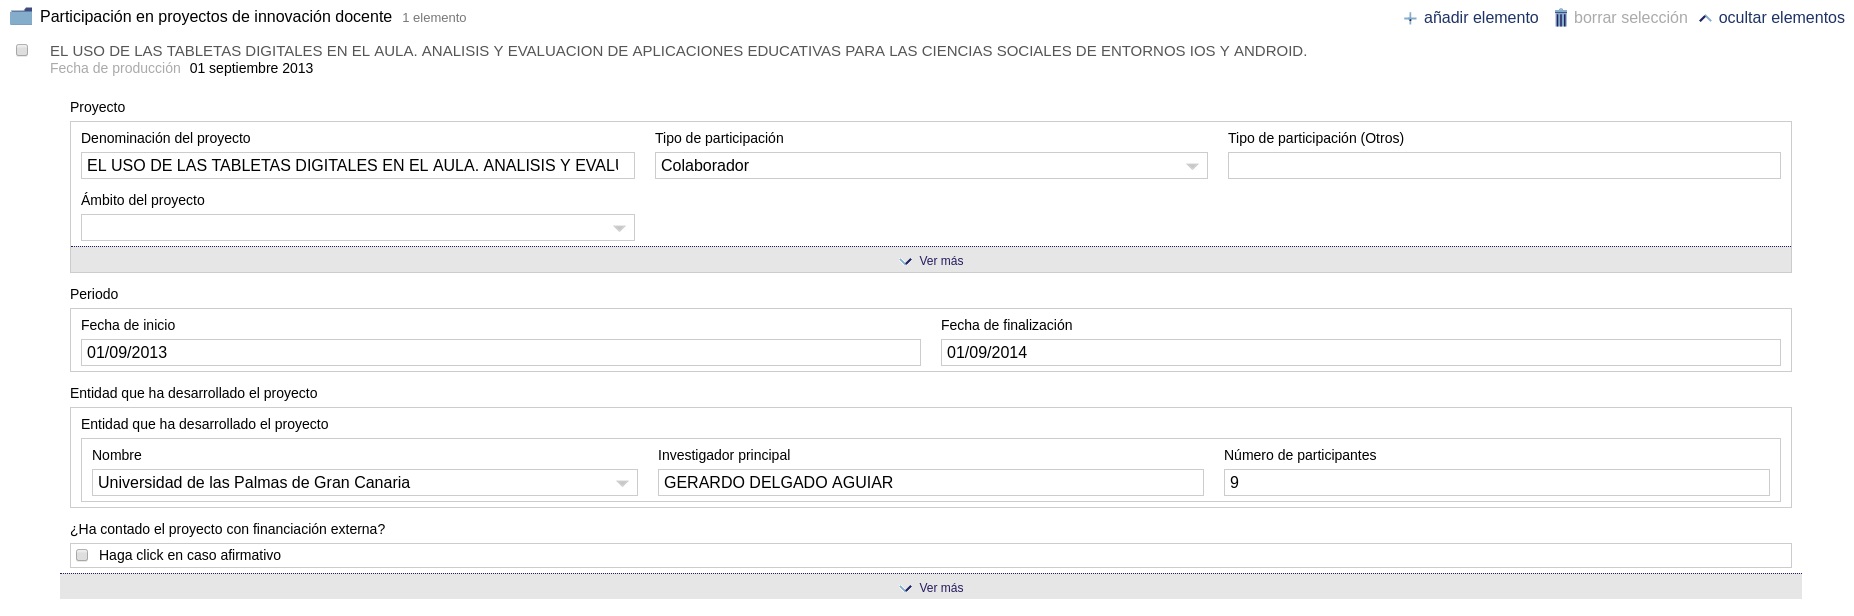 Participación en proyectos de innovación docente 1 elemento añadir elemento borrar selección ocultar elementos
EL USO DE LAS TABLETAS DIGITALES EN EL AULA. ANALISIS Y EVALUACION DE APLICACIONES EDUCATIVAS PARA LAS CIENCIAS SOCIALES DE ENTORNOS IOS Y ANDROID.
Fecha de producción 01 septiembre 2013
Proyecto
Denominación del proyecto Tipo de participación Tipo de participación (Otros)
EL USO DE LAS TABLETAS DIGITALES EN EL AULA. ANALISIS Y EVAL Colaborador
Ámbito del proyecto
Ver más
Periodo
Fecha de inicio Fecha de finalización
01/09/2013 01/09/2014
Entidad que ha desarrollado el proyecto
Entidad que ha desarrollado el proyecto
Nombre Investigador principal Número de participantes
Universidad de las Palmas de Gran Canaria GERARDO DELGADO AGUIAR 9
¿Ha contado el proyecto con financiación externa?
Haga click en caso afirmativo
Ver más